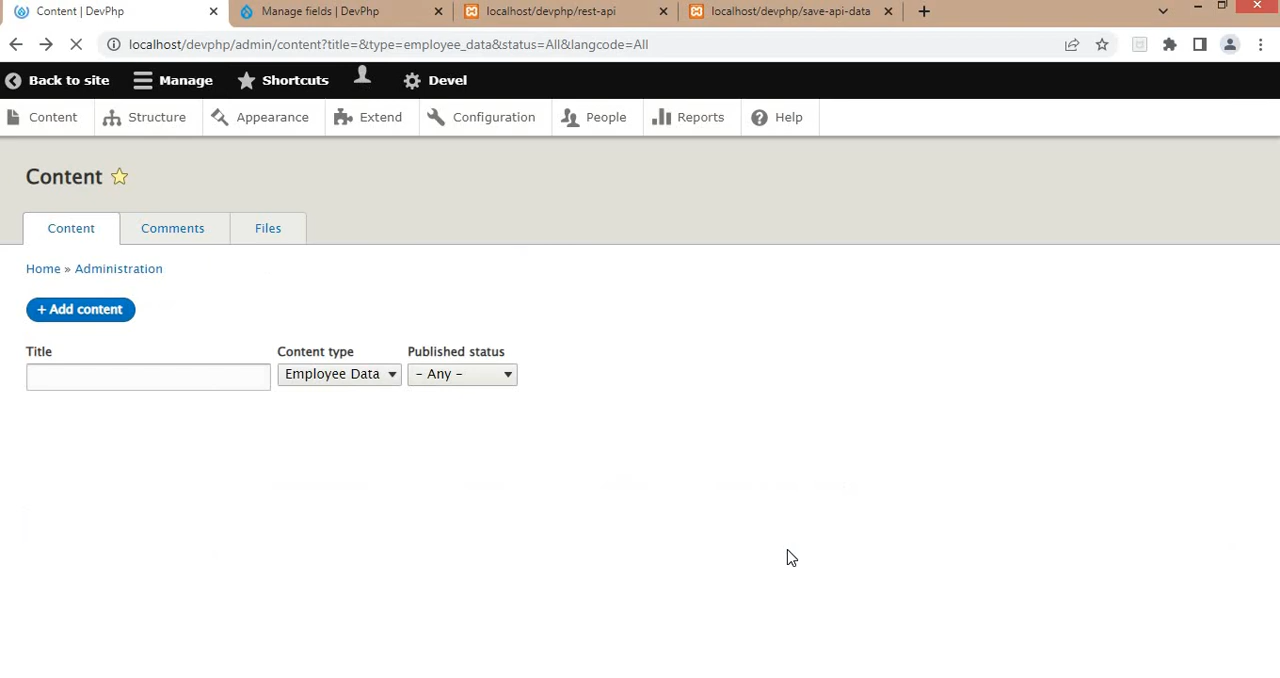 Content | DevPhp
Manage fields | DevPhp
localhost/devphp/rest-api
localhost/devphp/save-api-data
localhost/devphp/admin/content?title=&type=employee_data&status=All&langcode=All
Back to site
Manage
Shortcuts
Devel
Content
Structure
Appearance
Extend
Configuration
People
Reports
Help
Content
Content
Comments
Files
Home » Administration
+ Add content
Title
Content type
Published status
Employee Data
- Any -